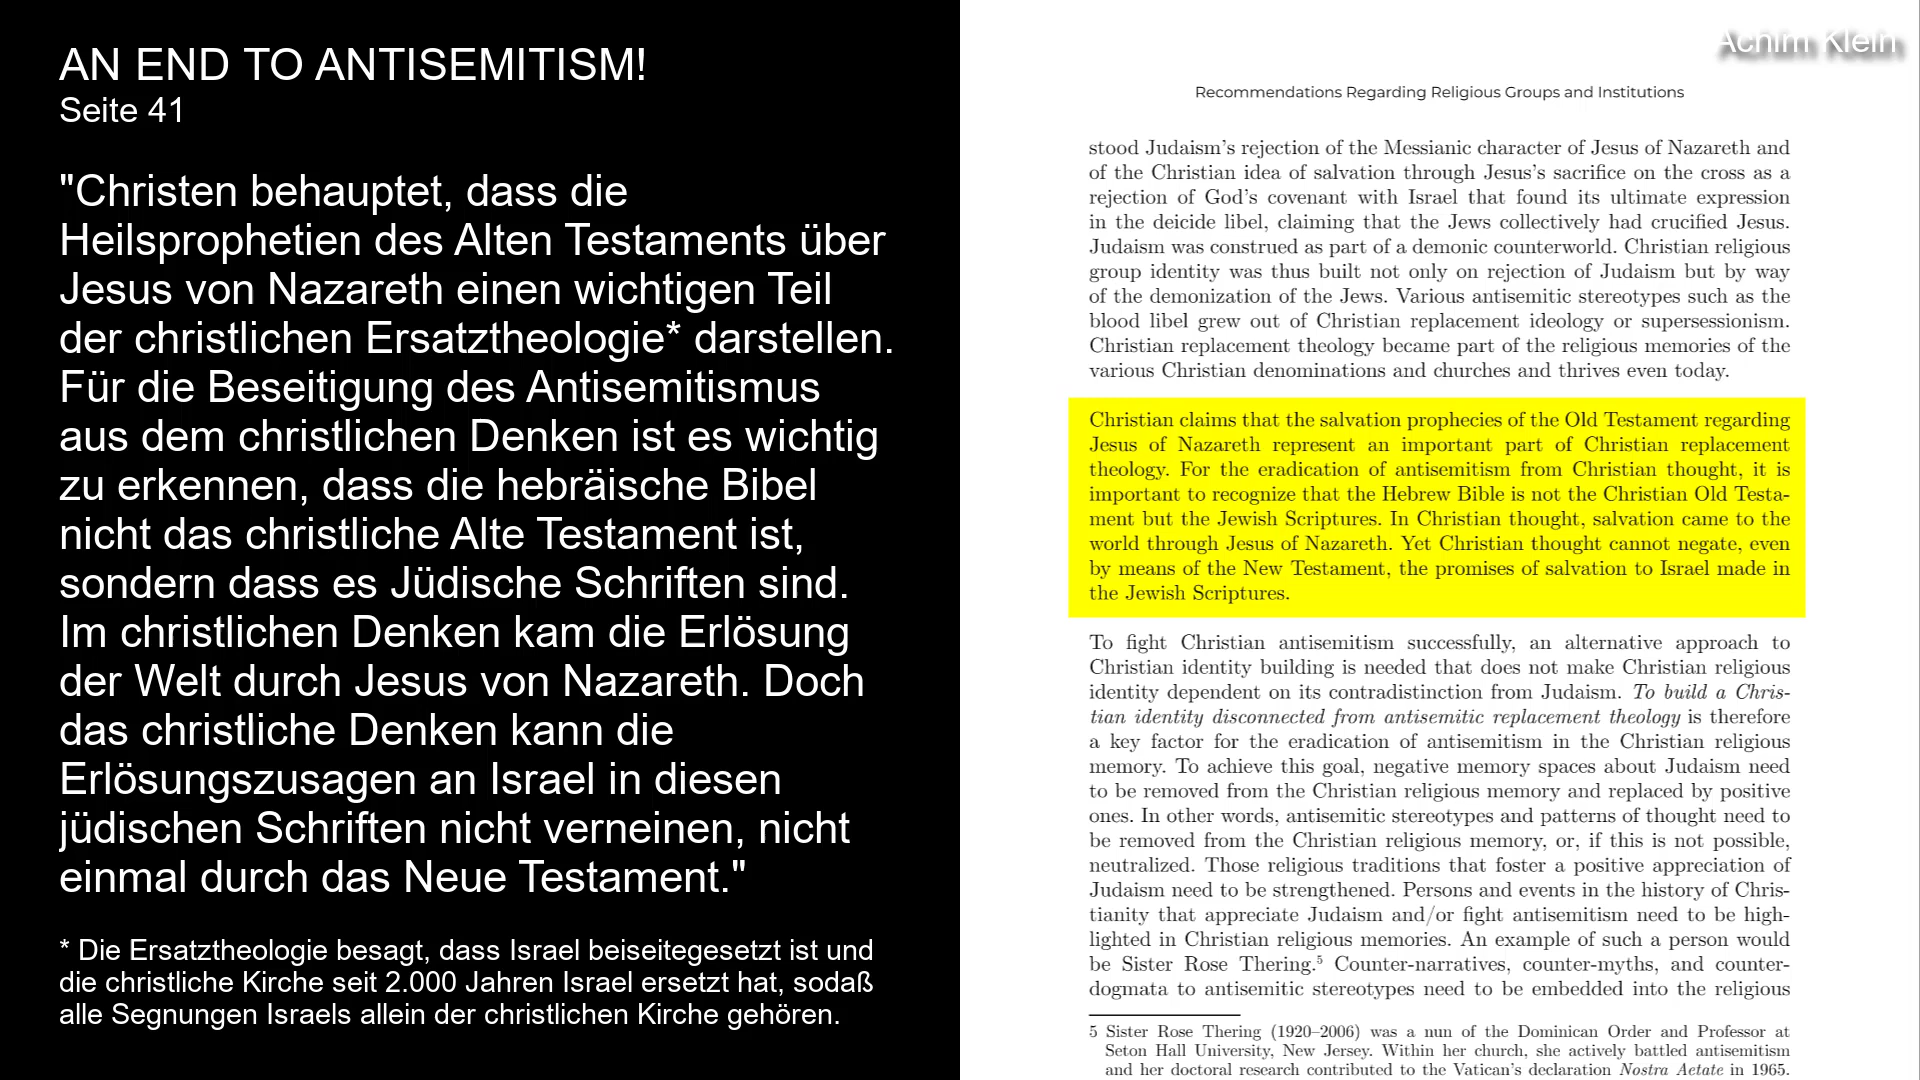 AN END TO ANTISEMITISM!
Seite 41
"Christen behauptet, dass die
Heilsprophetien des Alten Testaments über
Jesus von Nazareth einen wichtigen Teil
der christlichen Ersatztheologie* darstellen.
Für die Beseitigung des Antisemitismus
aus dem christlichen Denken ist es wichtig
zu erkennen, dass die hebräische Bibel
nicht das christliche Alte Testament ist,
sondern dass es Jüdische Schriften sind.
Im christlichen Denken kam die Erlösung
der Welt durch Jesus von Nazareth. Doch
das christliche Denken kann die
Erlösungszusagen an Israel in diesen
jüdischen Schriften nicht verneinen, nicht
einmal durch das Neue Testament."
* Die Ersatztheologie besagt, dass Israel beiseitegesetzt ist und
die christliche Kirche seit 2.000 Jahren Israel ersetzt hat, sodaß
alle Segnungen Israels allein der christlichen Kirche gehören.
Achim Klein
Recommendations Regarding Religious Groups and Institutions
stood Judaism's rejection of the Messianic character of Jesus of Nazareth and
of the Christian idea of salvation through Jesus's sacrifice on the cross as a
rejection of God's covenant with Israel that found its ultimate expression
in the deicide libel, claiming that the Jews collectively had crucified Jesus.
Judaism was construed as part of a demonic counterworld. Christian religious
group identity was thus built not only on rejection of Judaism but by way
of the demonization of the Jews. Various antisemitic stereotypes such as the
blood libel grew out of Christian replacement ideology or supersessionism.
Christian replacement theology became part of the religious memories of the
various Christian denominations and churches and thrives even today.
Christian claims that the salvation prophecies of the Old Testament regarding
Jesus of Nazareth represent an important part of Christian replacement
theology. For the eradication of antisemitism from Christian thought, it is
important to recognize that the Hebrew Bible is not the Christian Old Testa-
ment but the Jewish Scriptures. In Christian thought, salvation came to the
world through Jesus of Nazareth. Yet Christian thought cannot negate, even
by means of the New Testament, the promises of salvation to Israel made in
the Jewish Scriptures.
To fight Christian antisemitism successfully, an alternative approach to
Christian identity building is needed that does not make Christian religious
identity dependent on its contradistinction from Judaism. To build a Chris-
tian identity disconnected from antisemitic replacement theology is therefore
a key factor for the eradication of antisemitism in the Christian religious
memory. To achieve this goal, negative memory spaces about Judaism need
to be removed from the Christian religious memory and replaced by positive
ones. In other words, antisemitic stereotypes and patterns of thought need to
be removed from the Christian religious memory, or, if this is not possible,
neutralized. Those religious traditions that foster a positive appreciation of
Judaism need to be strengthened. Persons and events in the history of Chris-
tianity that appreciate Judaism and/or fight antisemitism need to be high-
lighted in Christian religious memories. An example of such a person would
be Sister Rose Thering.⁵ Counter-narratives, counter-myths, and counter-
dogmata to antisemitic stereotypes need to be embedded into the religious
5 Sister Rose Thering (1920–2006) was a nun of the Dominican Order and Professor at
Seton Hall University, New Jersey. Within her church, she actively battled antisemitism
and her doctoral research contributed to the Vatican's declaration Nostra Aetate in 1965.